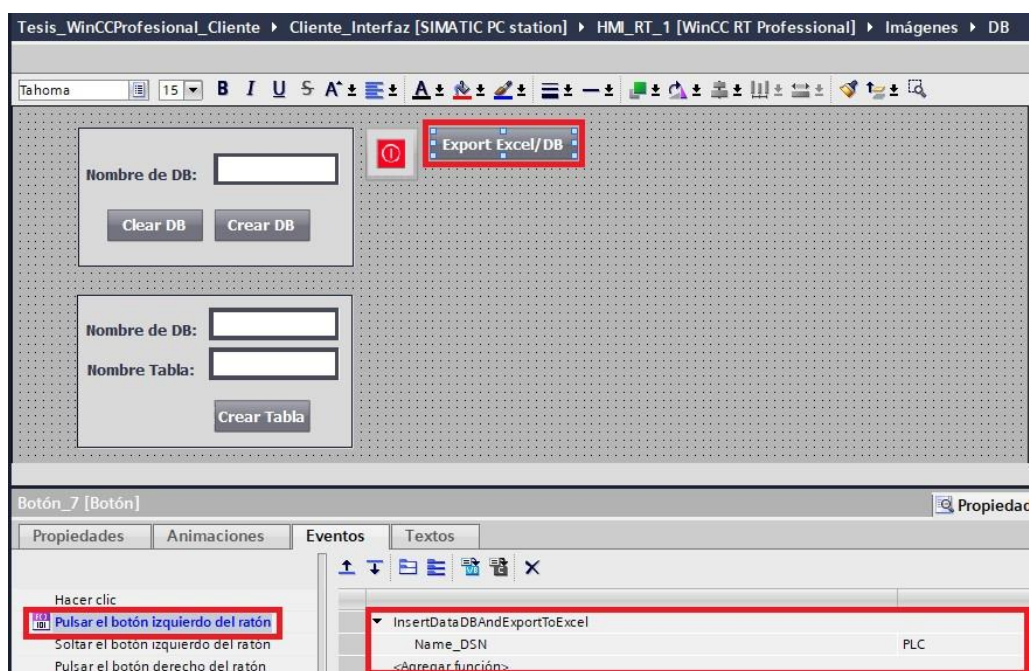 Tesis_WinCCProfesional_Cliente ▸ Cliente_Interfaz [SIMATIC PC station] ▸ HMI_RT_1 [WinCC RT Professional] ▸ Imágenes ▸ DB
Tahoma 15 B I U S A A
Export Excel/DB
Nombre de DB:
Clear DB Crear DB
Nombre de DB:
Nombre Tabla:
Crear Tabla
Botón_7 [Botón] Propiedad
Propiedades Animaciones Eventos Textos
Hacer clic
Pulsar el botón izquierdo del ratón InsertDataDBAndExportToExcel
Soltar el botón izquierdo del ratón Name_DSN PLC
Pulsar el botón derecho del ratón <Agregar función>